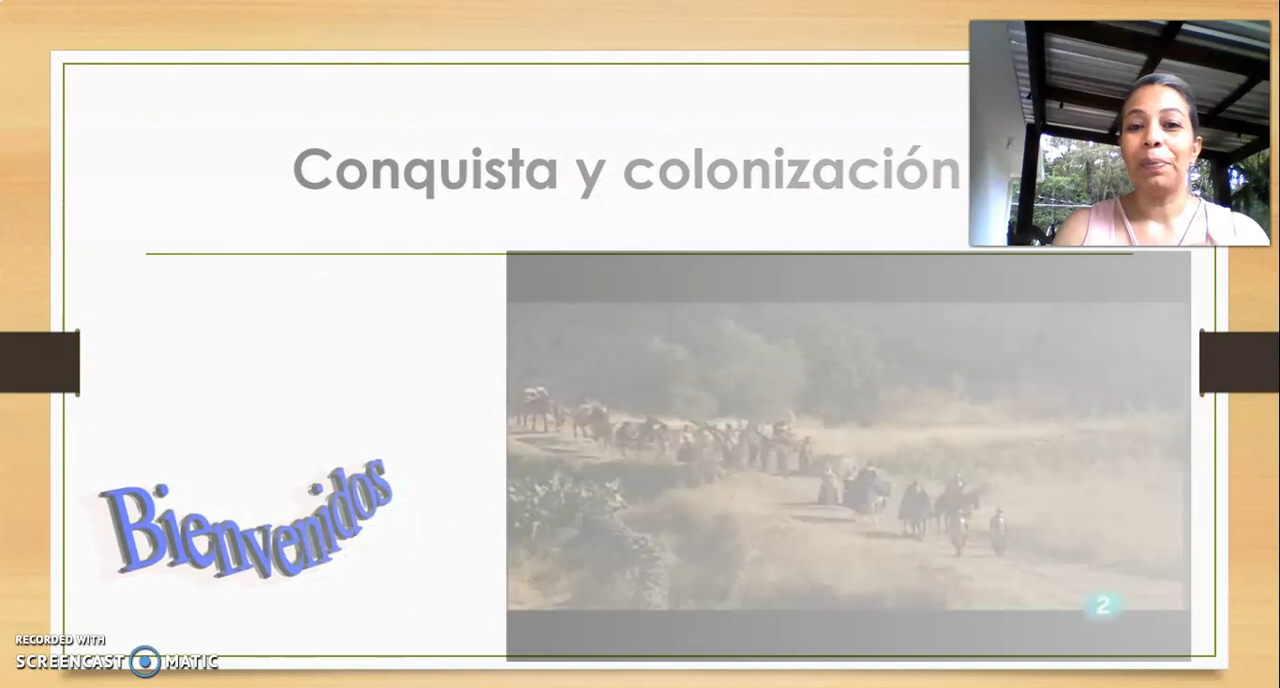 Conquista y colonización
Bienvenidos
2
RECORDED WITH
SCREENCAST MATIC